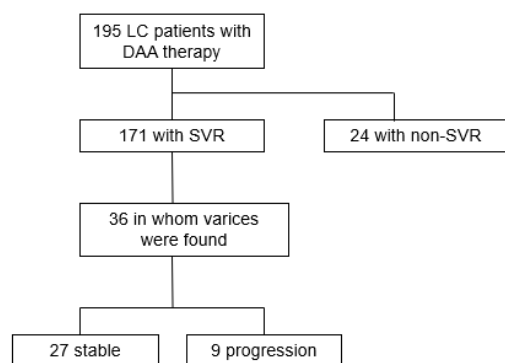 195 LC patients with
DAA therapy
171 with SVR
24 with non-SVR
36 in whom varices
were found
27 stable
9 progression